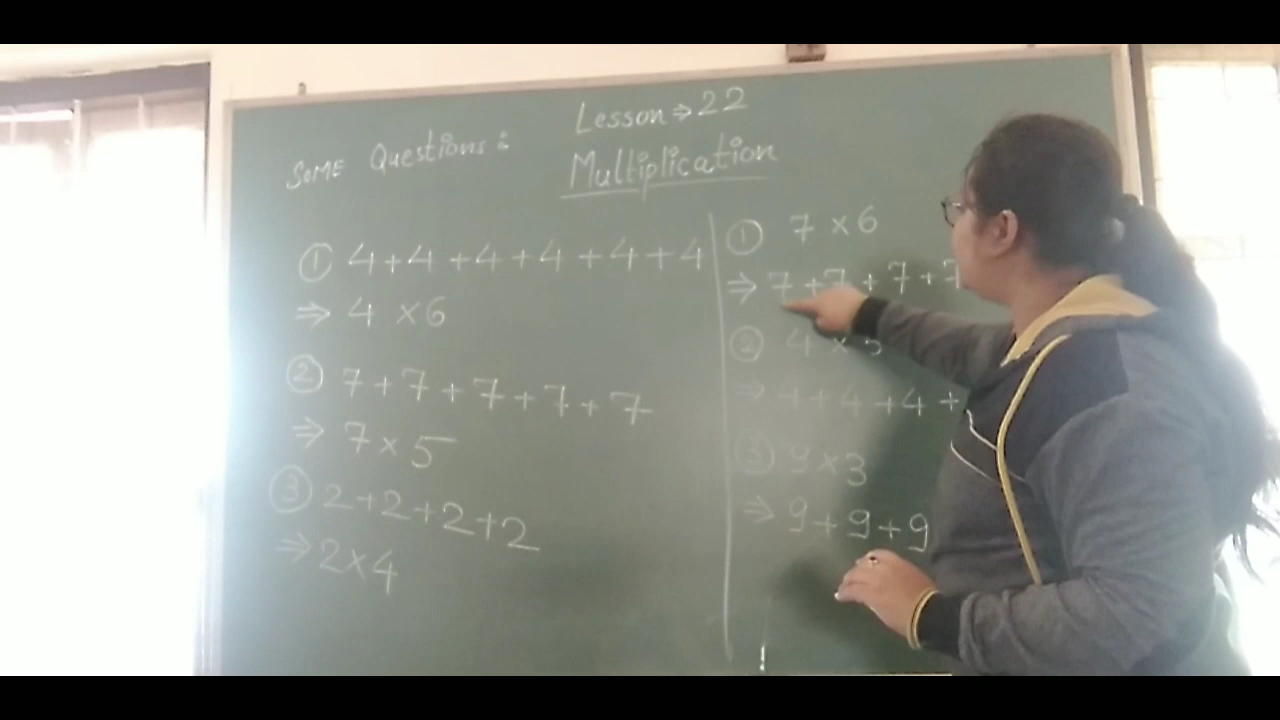 Lesson ⇒ 22
SOME Questions :
Multiplication
① 4+4+4+4+4+4
⇒ 4 × 6
② 7+7+7+7+7
⇒ 7 × 5
③ 2+2+2+2
⇒ 2×4
① 7 × 6
⇒ 7+7+7+7
② 4 × 5
⇒ 4+4+4+
③ 9×3
⇒ 9+9+9